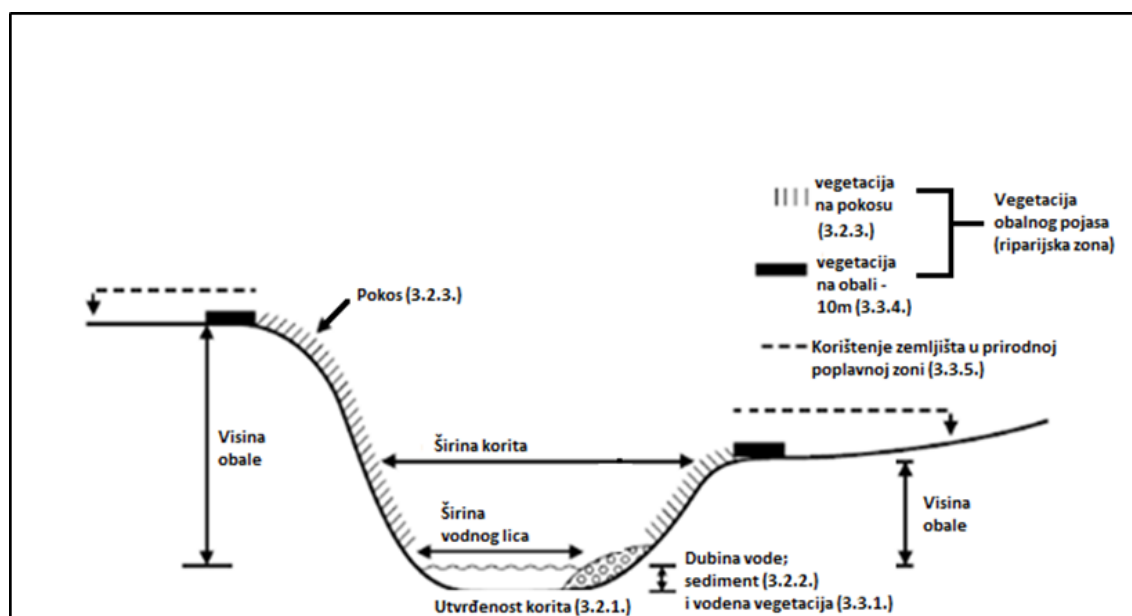 vegetacija
na pokosu
(3.2.3.)
Vegetacija
obalnog pojasa
(riparijska zona)
vegetacija
na obali -
10m (3.3.4.)
Pokos (3.2.3.)
Korištenje zemljišta u prirodnoj
poplavnoj zoni (3.3.5.)
Visina
obale
Širina korita
Širina
vodnog lica
Visina
obale
Dubina vode;
sediment (3.2.2.)
i vodena vegetacija (3.3.1.)
Utvrđenost korita (3.2.1.)